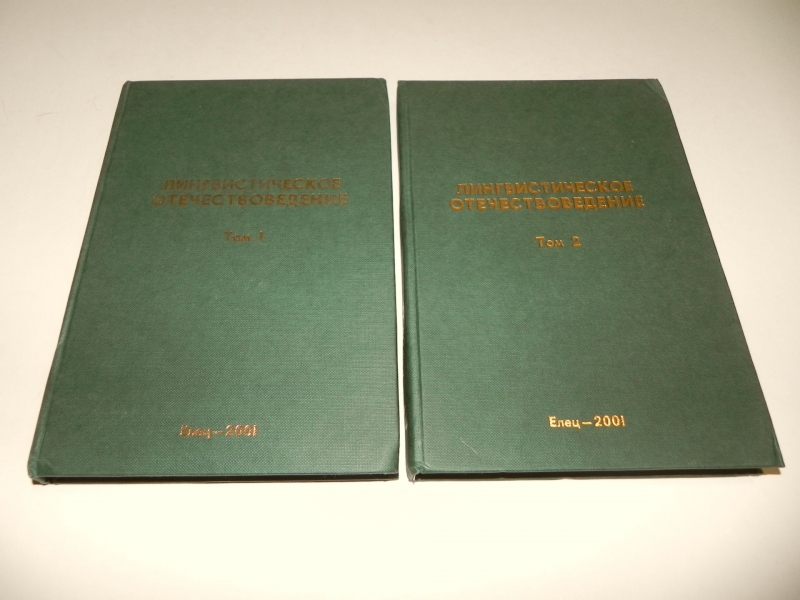 ЛИНГВИСТИЧЕСКОЕ
ОТЕЧЕСТВОВЕДЕНИЕ
Том 1
Елец—2001
ЛИНГВИСТИЧЕСКОЕ
ОТЕЧЕСТВОВЕДЕНИЕ
Том 2
Елец—2001